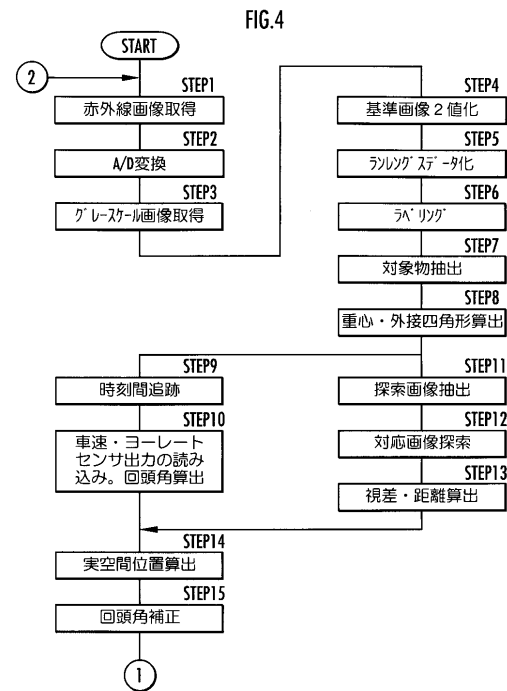 FIG.4
START
2
STEP1
赤外線画像取得
STEP2
A/D変換
STEP3
グレースケール画像取得
STEP4
基準画像2値化
STEP5
ランレングスデータ化
STEP6
ラベリング
STEP7
対象物抽出
STEP8
重心・外接四角形算出
STEP9
時刻間追跡
STEP10
車速・ヨーレート
センサ出力の読み
込み。回頭角算出
STEP11
探索画像抽出
STEP12
対応画像探索
STEP13
視差・距離算出
STEP14
実空間位置算出
STEP15
回頭角補正
1